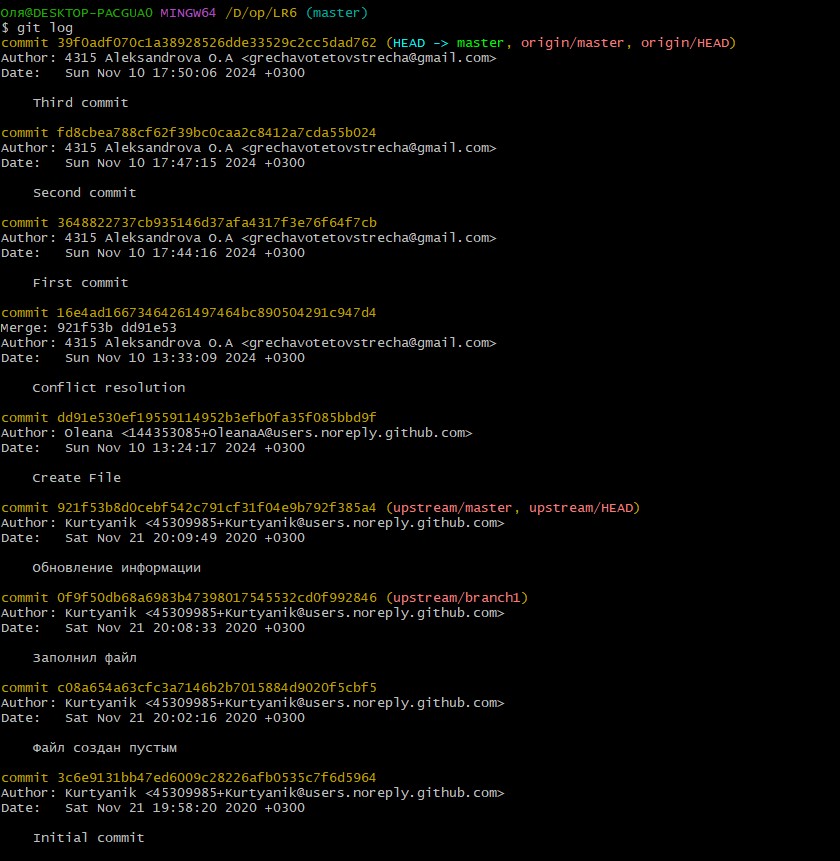 Оля@DESKTOP-PACGUA0 MINGW64 /D/op/LR6 (master)
$ git log
commit 39f0adf070c1a38928526dde33529c2cc5dad762 (HEAD -> master, origin/master, origin/HEAD)
Author: 4315 Aleksandrova O.A <grechavotetovstrecha@gmail.com>
Date:   Sun Nov 10 17:50:06 2024 +0300
Third commit
commit fd8cbea788cf62f39bc0caa2c8412a7cda55b024
Author: 4315 Aleksandrova O.A <grechavotetovstrecha@gmail.com>
Date:   Sun Nov 10 17:47:15 2024 +0300
Second commit
commit 3648822737cb935146d37afa4317f3e76f64f7cb
Author: 4315 Aleksandrova O.A <grechavotetovstrecha@gmail.com>
Date:   Sun Nov 10 17:44:16 2024 +0300
First commit
commit 16e4ad16673464261497464bc890504291c947d4
Merge: 921f53b dd91e53
Author: 4315 Aleksandrova O.A <grechavotetovstrecha@gmail.com>
Date:   Sun Nov 10 13:33:09 2024 +0300
Conflict resolution
commit dd91e530ef19559114952b3efb0fa35f085bbd9f
Author: Oleana <144353085+OleanaA@users.noreply.github.com>
Date:   Sun Nov 10 13:24:17 2024 +0300
Create File
commit 921f53b8d0cebf542c791cf31f04e9b792f385a4 (upstream/master, upstream/HEAD)
Author: Kurtyanik <45309985+Kurtyanik@users.noreply.github.com>
Date:   Sat Nov 21 20:09:49 2020 +0300
Обновление информации
commit 0f9f50db68a6983b47398017545532cd0f992846 (upstream/branch1)
Author: Kurtyanik <45309985+Kurtyanik@users.noreply.github.com>
Date:   Sat Nov 21 20:08:33 2020 +0300
Заполнил файл
commit c08a654a63cfc3a7146b2b7015884d9020f5cbf5
Author: Kurtyanik <45309985+Kurtyanik@users.noreply.github.com>
Date:   Sat Nov 21 20:02:16 2020 +0300
Файл создан пустым
commit 3c6e9131bb47ed6009c28226afb0535c7f6d5964
Author: Kurtyanik <45309985+Kurtyanik@users.noreply.github.com>
Date:   Sat Nov 21 19:58:20 2020 +0300
Initial commit